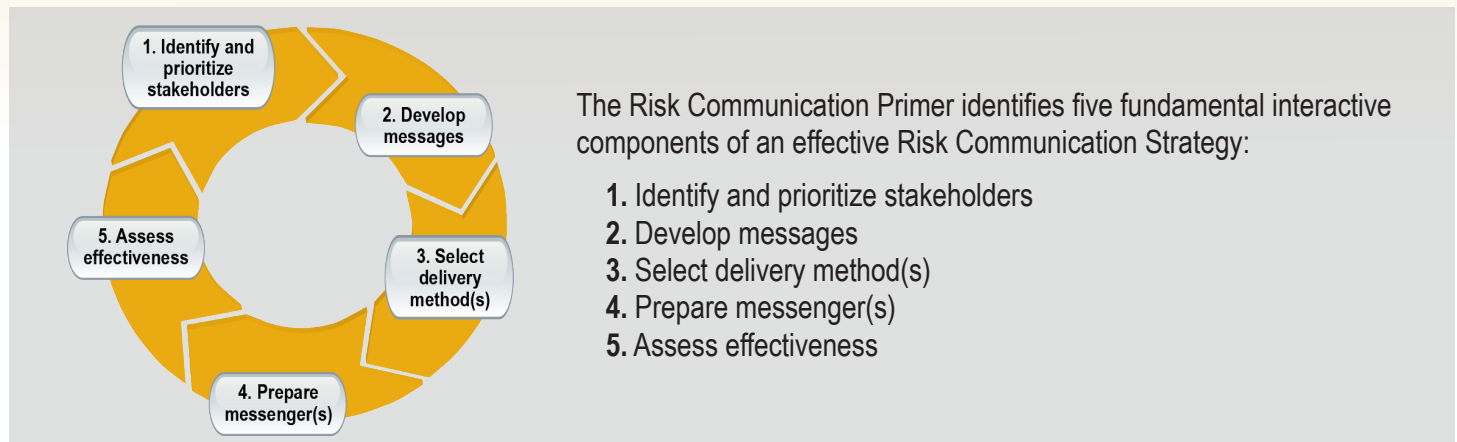 1. Identify and
prioritize
stakeholders
2. Develop
messages
3. Select
delivery
method(s)
4. Prepare
messenger(s)
5. Assess
effectiveness
The Risk Communication Primer identifies five fundamental interactive
components of an effective Risk Communication Strategy:
1. Identify and prioritize stakeholders
2. Develop messages
3. Select delivery method(s)
4. Prepare messenger(s)
5. Assess effectiveness